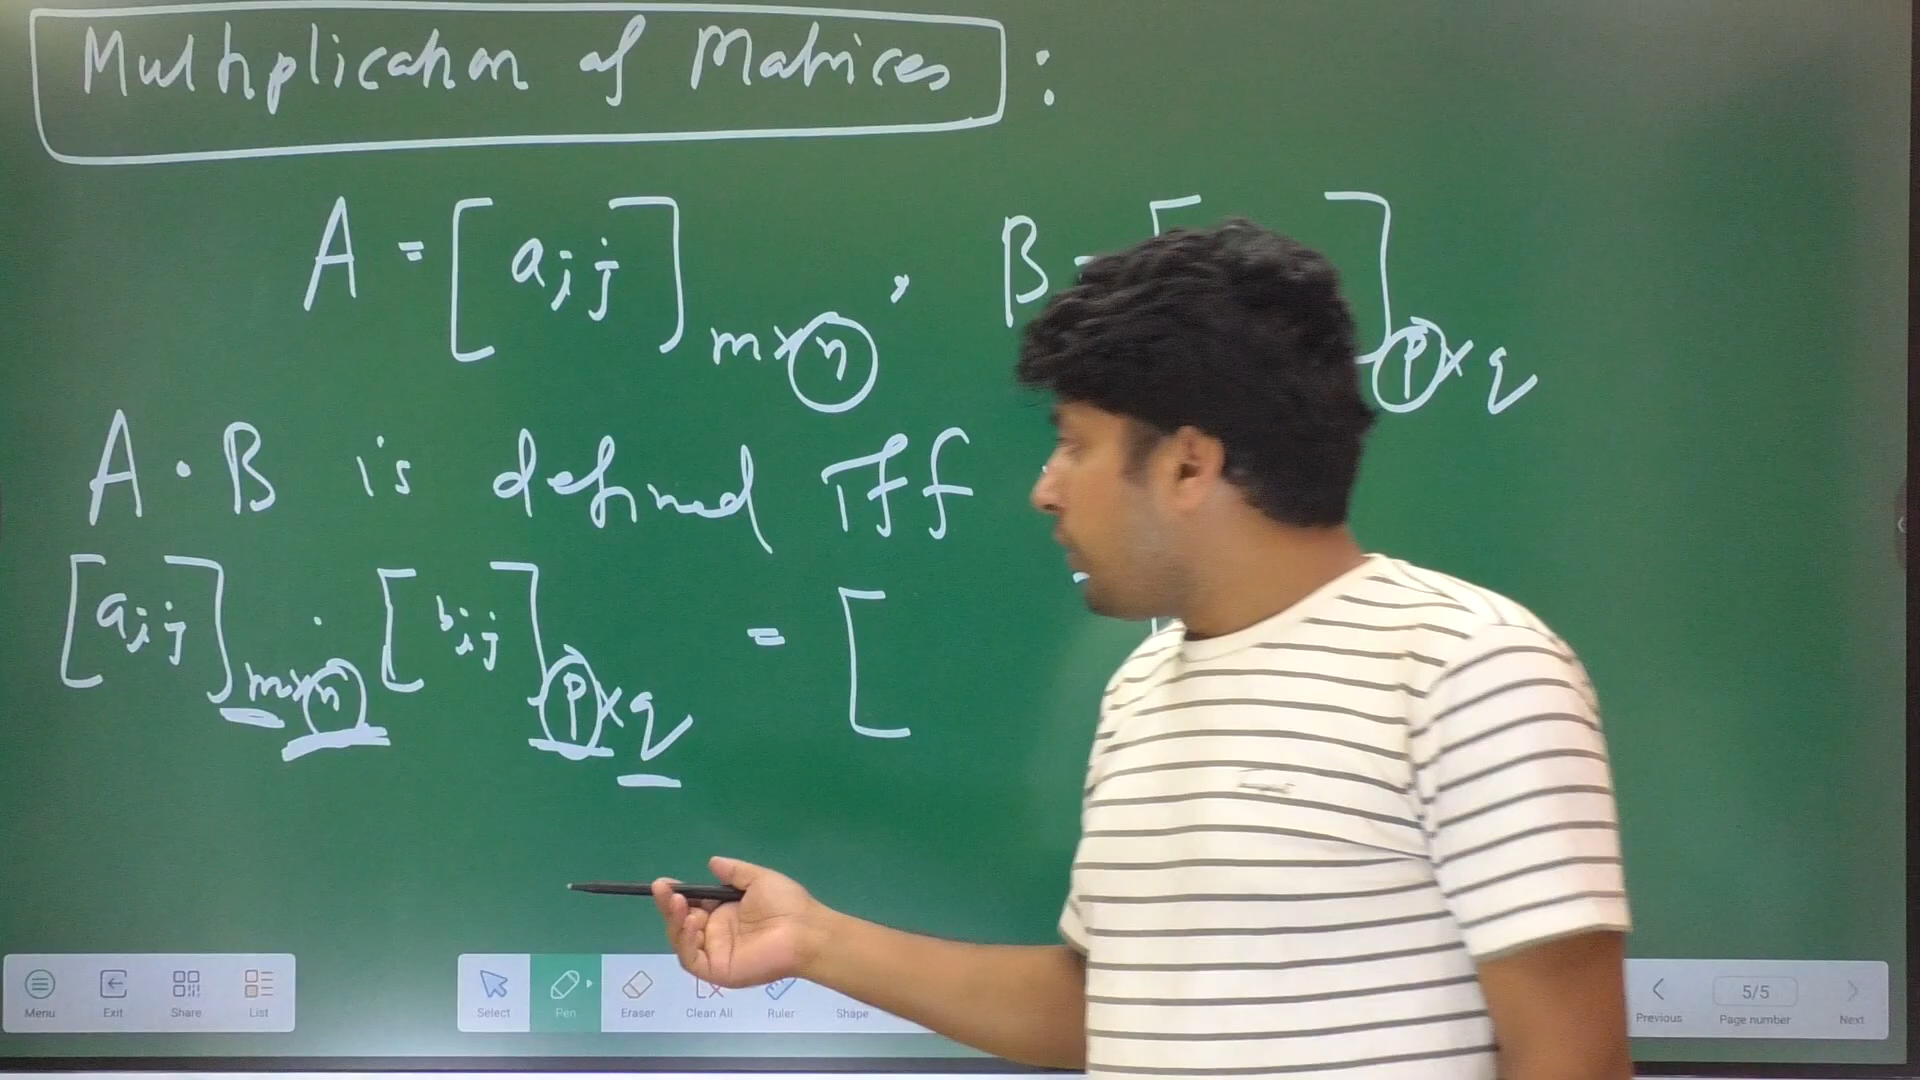 Multiplication of Matrices :
A = [ aij ] m×n , B = [ ] p×q
A · B is defined Iff
[aij] m×n · [bij] p×q = [
Menu Exit Share List Select Pen Eraser Clean All Ruler Shape Previous 5/5 Page number Next